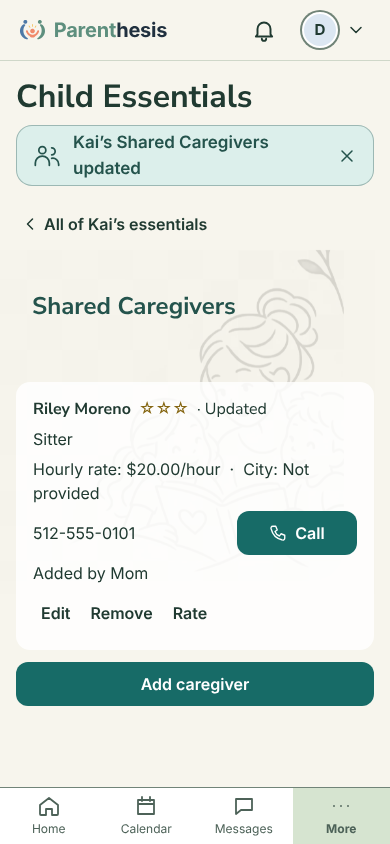 Parenthesis
D
Child Essentials
Kai's Shared Caregivers
updated
All of Kai's essentials
Shared Caregivers
Riley Moreno ☆☆☆ · Updated
Sitter
Hourly rate: $20.00/hour · City: Not
provided
512-555-0101
Call
Added by Mom
Edit Remove Rate
Add caregiver
Home Calendar Messages More